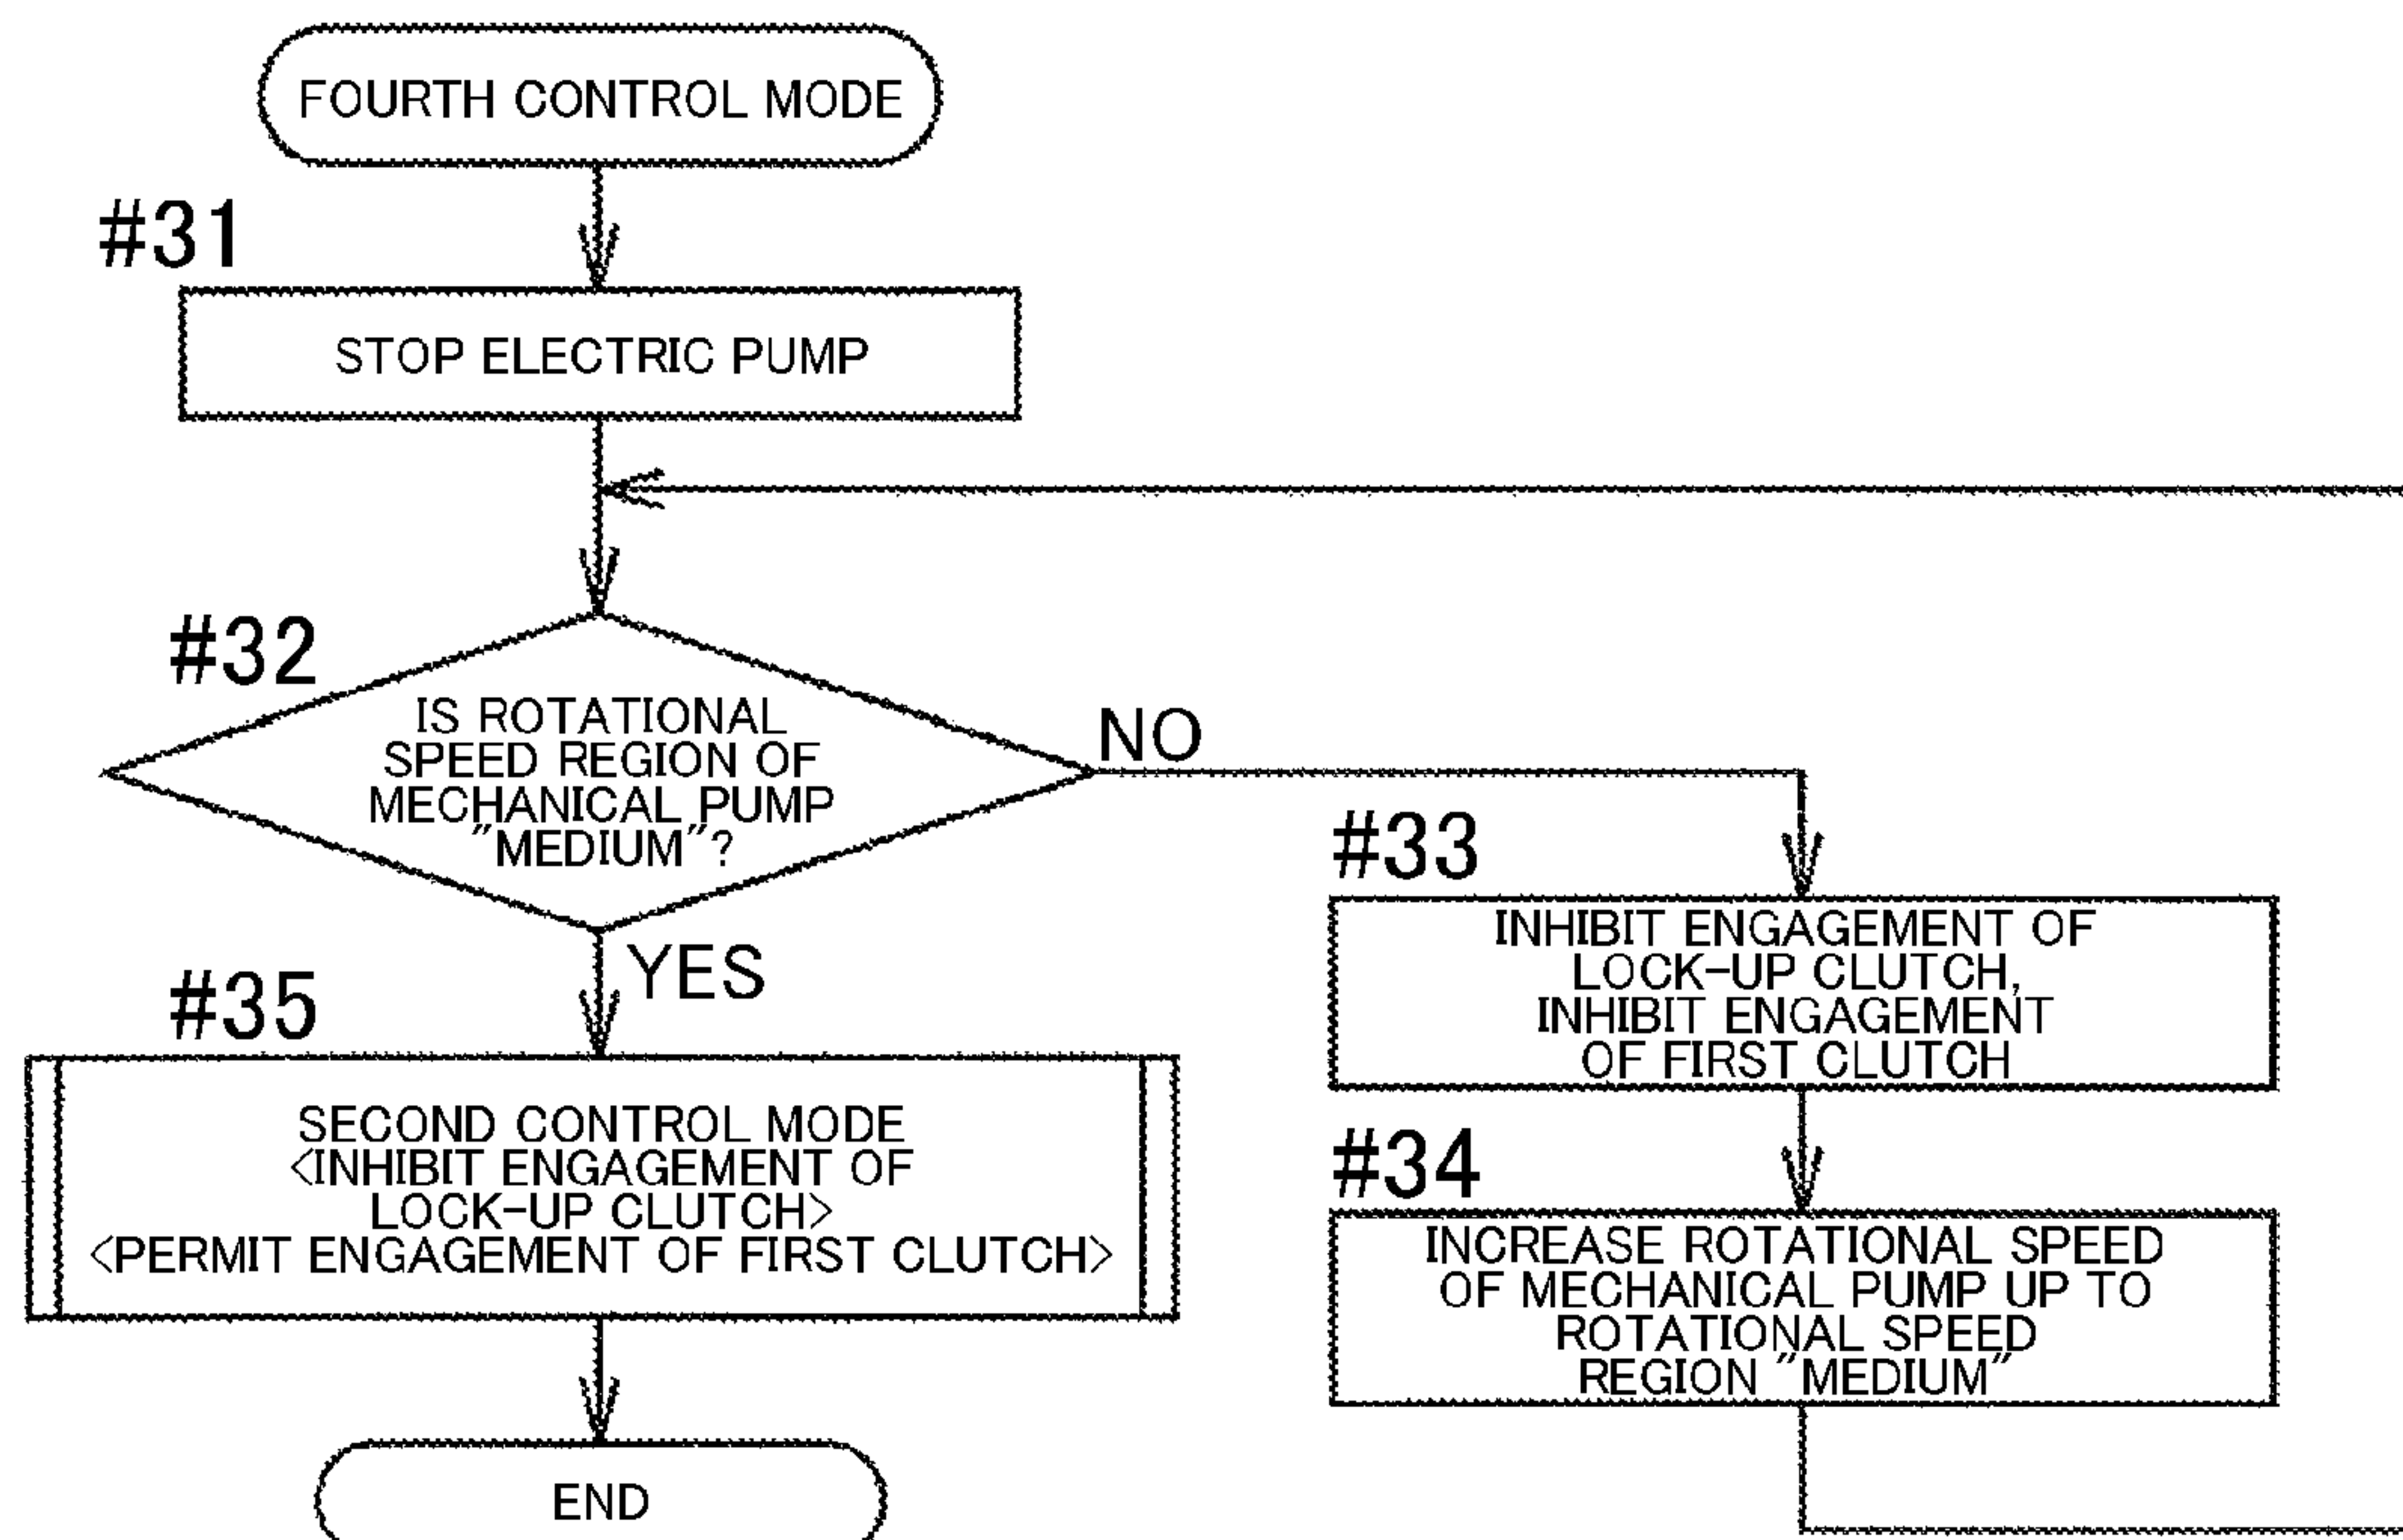 FOURTH CONTROL MODE
#31
STOP ELECTRIC PUMP
#32
IS ROTATIONAL
SPEED REGION OF
MECHANICAL PUMP
"MEDIUM"?
NO
YES
#33
INHIBIT ENGAGEMENT OF
LOCK-UP CLUTCH,
INHIBIT ENGAGEMENT
OF FIRST CLUTCH
#34
INCREASE ROTATIONAL SPEED
OF MECHANICAL PUMP UP TO
ROTATIONAL SPEED
REGION "MEDIUM"
#35
SECOND CONTROL MODE
<INHIBIT ENGAGEMENT OF
LOCK-UP CLUTCH>
<PERMIT ENGAGEMENT OF FIRST CLUTCH>
END